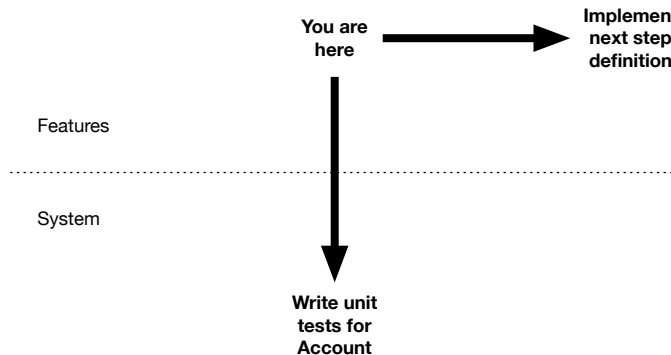 You are
here
Implemen
next step
definition
Features
System
Write unit
tests for
Account